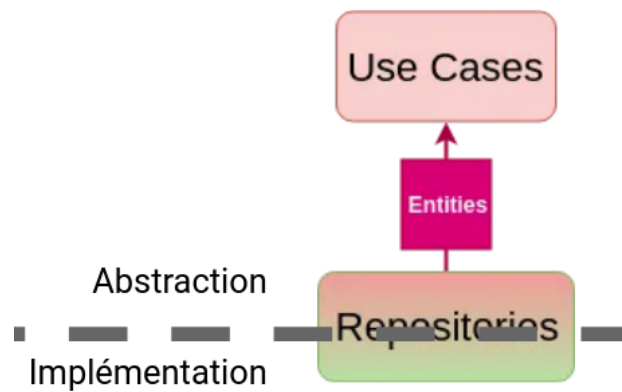 Use Cases
Entities
Abstraction
Repositories
Implémentation